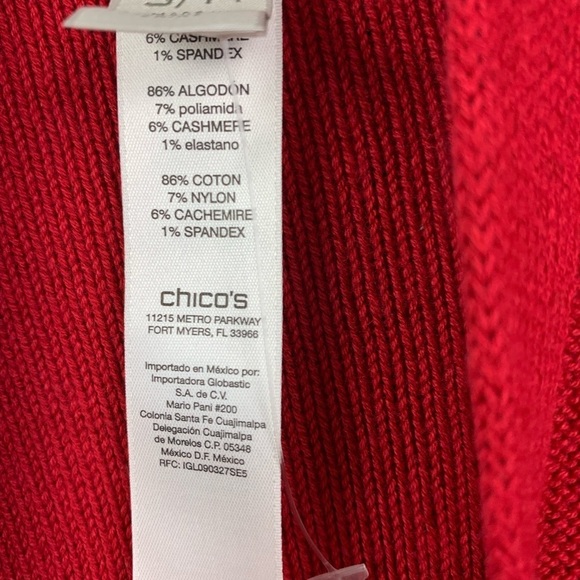 6% CASHMERE
1% SPANDEX
86% ALGODON
7% poliamida
6% CASHMERE
1% elastano
86% COTON
7% NYLON
6% CACHEMIRE
1% SPANDEX
chico's
11215 METRO PARKWAY
FORT MYERS, FL 33966
Importado en México por:
Importadora Globastic
S.A. de C.V.
Mario Pani #200
Colonia Santa Fe Cuajimalpa
Delegación Cuajimalpa
de Morelos C.P. 05348
México D.F. México
RFC: IGL090327SE5